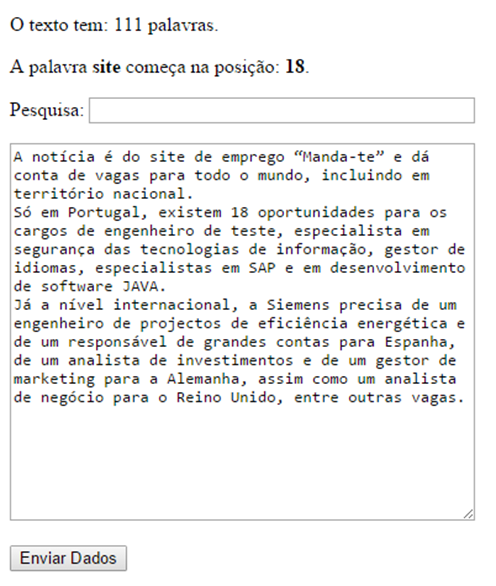 O texto tem: 111 palavras.
A palavra site começa na posição: 18.
Pesquisa:
A notícia é do site de emprego “Manda-te” e dá
conta de vagas para todo o mundo, incluindo em
território nacional.
Só em Portugal, existem 18 oportunidades para os
cargos de engenheiro de teste, especialista em
segurança das tecnologias de informação, gestor de
idiomas, especialistas em SAP e em desenvolvimento
de software JAVA.
Já a nível internacional, a Siemens precisa de um
engenheiro de projectos de eficiência energética e
de um responsável de grandes contas para Espanha,
de um analista de investimentos e de um gestor de
marketing para a Alemanha, assim como um analista
de negócio para o Reino Unido, entre outras vagas.
Enviar Dados